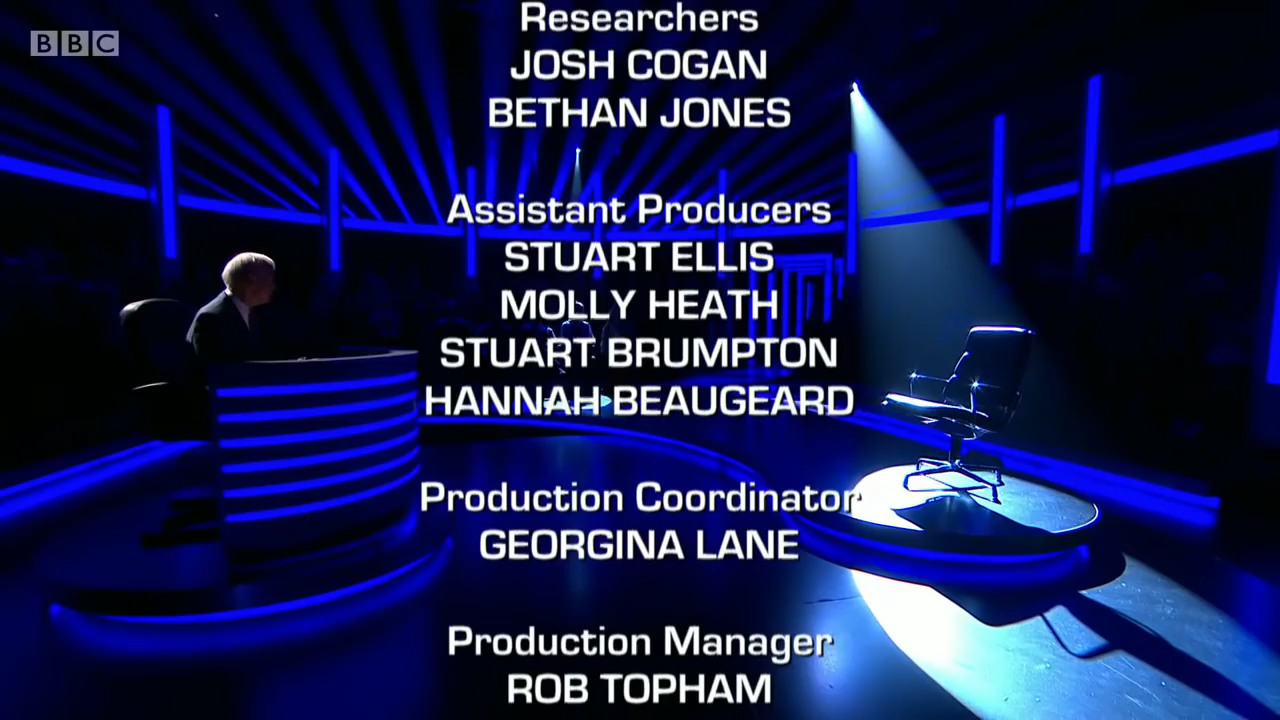 BBC
Researchers
JOSH COGAN
BETHAN JONES
Assistant Producers
STUART ELLIS
MOLLY HEATH
STUART BRUMPTON
HANNAH BEAUGEARD
Production Coordinator
GEORGINA LANE
Production Manager
ROB TOPHAM